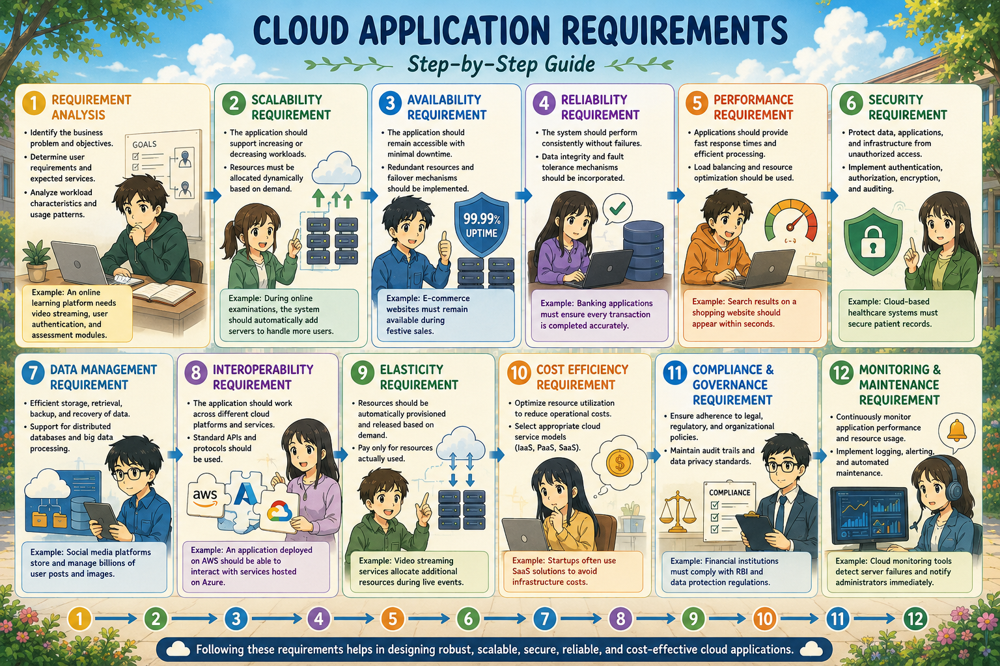 CLOUD APPLICATION REQUIREMENTS
Step-by-Step Guide
1
REQUIREMENT
ANALYSIS
• Identify the business
problem and objectives.
• Determine user
requirements and
expected services.
• Analyze workload
characteristics and
usage patterns.
GOALS
Example: An online
learning platform needs
video streaming, user
authentication, and
assessment modules.
2
SCALABILITY
REQUIREMENT
• The application should
support increasing or
decreasing workloads.
• Resources must be
allocated dynamically
based on demand.
Example: During online
examinations, the system
should automatically add
servers to handle more users.
3
AVAILABILITY
REQUIREMENT
• The application should
remain accessible with
minimal downtime.
• Redundant resources and
failover mechanisms
should be implemented.
99.99%
UPTIME
Example: E-commerce
websites must remain
available during
festive sales.
4
RELIABILITY
REQUIREMENT
• The system should perform
consistently without failures.
• Data integrity and fault
tolerance mechanisms
should be incorporated.
Example: Banking applications
must ensure every transaction
is completed accurately.
5
PERFORMANCE
REQUIREMENT
• Applications should provide
fast response times and
efficient processing.
• Load balancing and resource
optimization should be used.
Example: Search results on a
shopping website should
appear within seconds.
6
SECURITY
REQUIREMENT
• Protect data, applications,
and infrastructure from
unauthorized access.
• Implement authentication,
authorization, encryption,
and auditing.
Example: Cloud-based
healthcare systems must
secure patient records.
7
DATA MANAGEMENT
REQUIREMENT
• Efficient storage, retrieval,
backup, and recovery of data.
• Support for distributed
databases and big data
processing.
Example: Social media platforms
store and manage billions of
user posts and images.
8
INTEROPERABILITY
REQUIREMENT
• The application should work
across different cloud
platforms and services.
• Standard APIs and
protocols should
be used.
aws
Example: An application deployed
on AWS should be able to
interact with services hosted
on Azure.
9
ELASTICITY
REQUIREMENT
• Resources should be
automatically provisioned
and released based on
demand.
• Pay only for resources
actually used.
Example: Video streaming
services allocate additional
resources during live events.
10
COST EFFICIENCY
REQUIREMENT
• Optimize resource utilization
to reduce operational costs.
• Select appropriate cloud
service models
(IaaS, PaaS, SaaS).
$
Example: Startups often use
SaaS solutions to avoid
infrastructure costs.
11
COMPLIANCE &
GOVERNANCE
REQUIREMENT
• Ensure adherence to legal,
regulatory, and organizational
policies.
• Maintain audit trails and
data privacy standards.
COMPLIANCE
Example: Financial institutions
must comply with RBI and
data protection regulations.
12
MONITORING &
MAINTENANCE
REQUIREMENT
• Continuously monitor
application performance
and resource usage.
• Implement logging, alerting,
and automated
maintenance.
Example: Cloud monitoring tools
detect server failures and notify
administrators immediately.
1 2 3 4 5 6 7 8 9 10 11 12
Following these requirements helps in designing robust, scalable, secure, reliable, and cost-effective cloud applications.